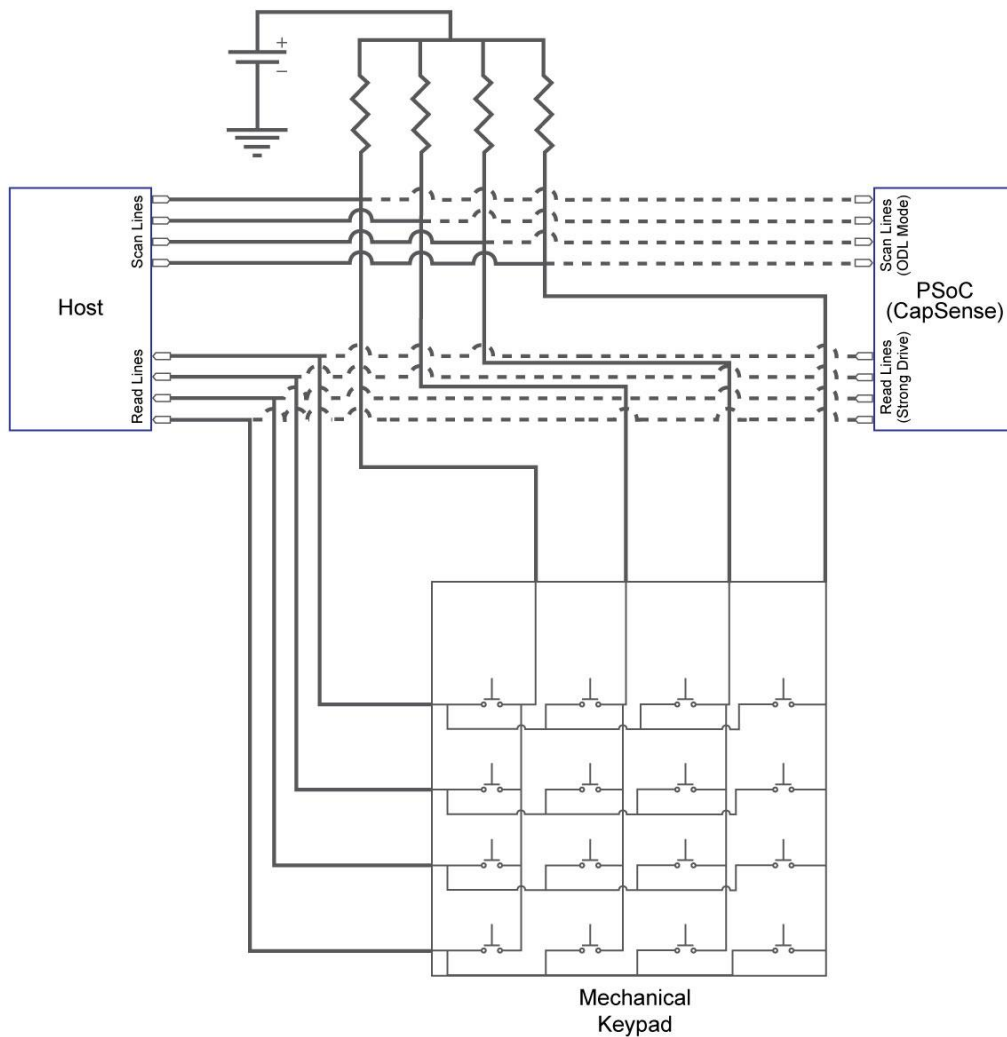 +
−
Host
Scan Lines
Read Lines
Scan Lines
(ODL Mode)
PSoC
(CapSense)
Read Lines
(Strong Drive)
Mechanical
Keypad